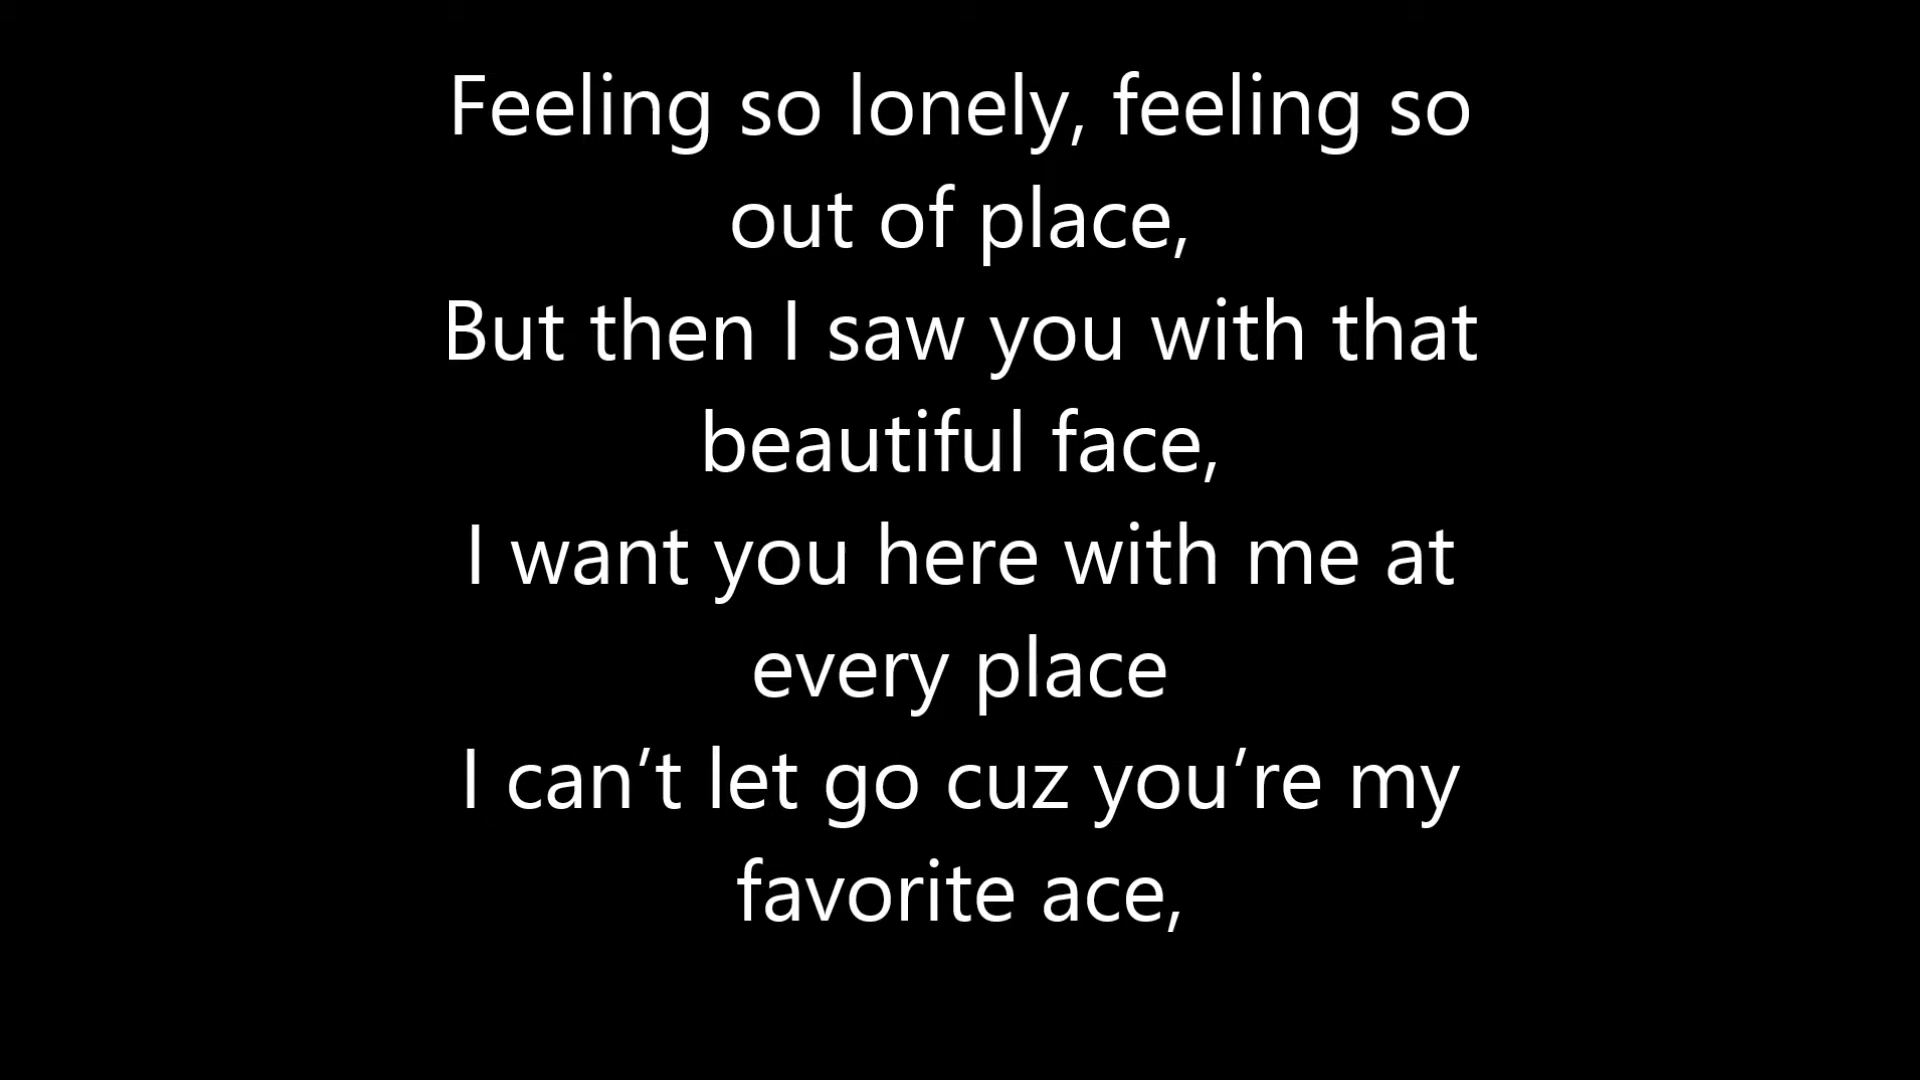 Feeling so lonely, feeling so
out of place,
But then I saw you with that
beautiful face,
I want you here with me at
every place
I can’t let go cuz you’re my
favorite ace,